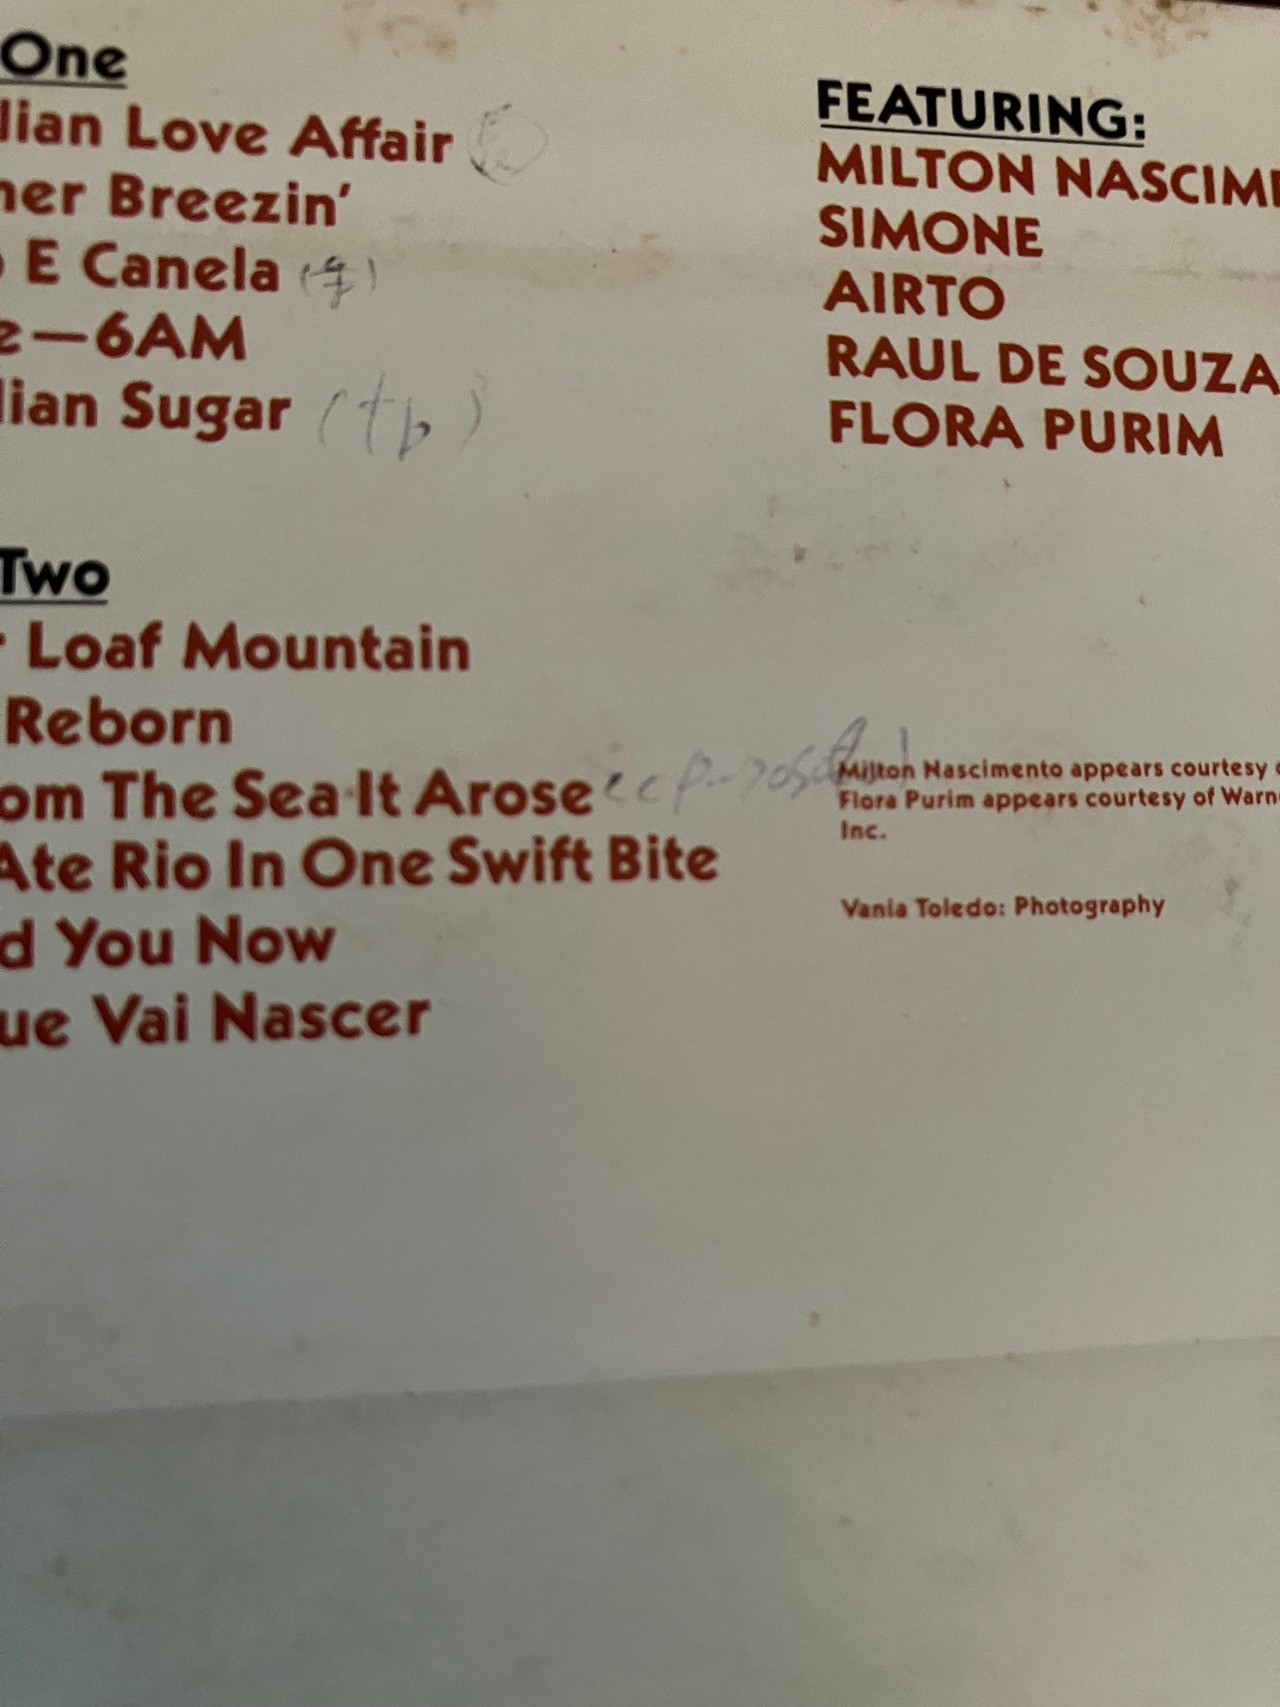 One
lian Love Affair
ner Breezin'
E Canela
e—6AM
lian Sugar (tb)
Two
r Loaf Mountain
Reborn
om The Sea-It Arose
Ate Rio In One Swift Bite
d You Now
ue Vai Nascer
FEATURING:
MILTON NASCIME
SIMONE
AIRTO
RAUL DE SOUZA
FLORA PURIM
Milton Nascimento appears courtesy
Flora Purim appears courtesy of Warn
Inc.
Vania Toledo: Photography